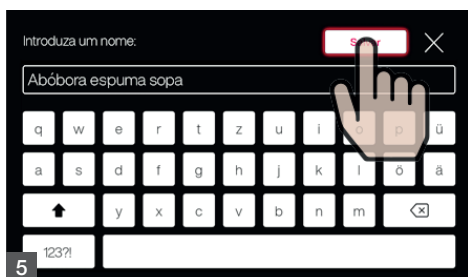 Introduza um nome:
Abóbora espuma sopa
q w e r t z u i o p ü
a s d f g h j k l ö ä
y x c v b n m
123?!
5